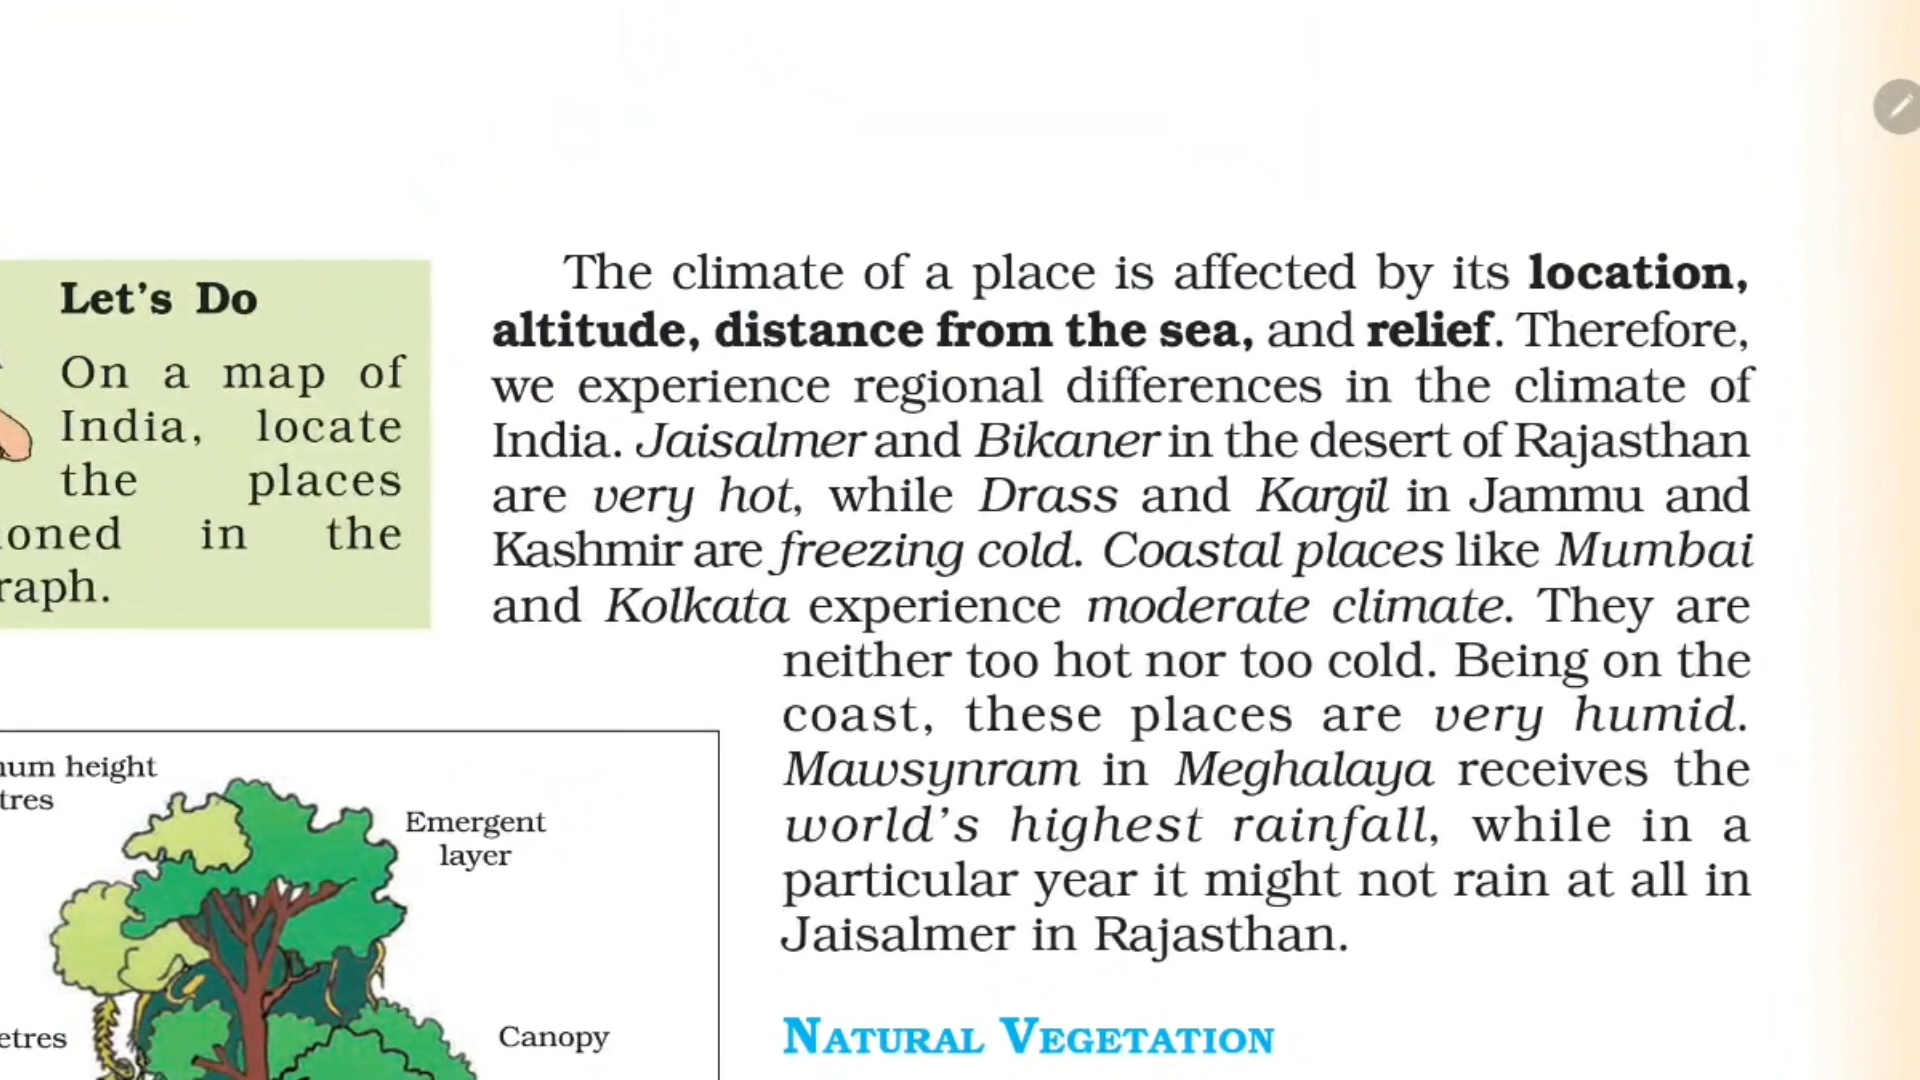 Let's Do
On a map of
India, locate
the places
in the
The climate of a place is affected by its location,
altitude, distance from the sea, and relief. Therefore,
we experience regional differences in the climate of
India. Jaisalmer and Bikaner in the desert of Rajasthan
are very hot, while Drass and Kargil in Jammu and
Kashmir are freezing cold. Coastal places like Mumbai
and Kolkata experience moderate climate. They are
neither too hot nor too cold. Being on the
coast, these places are very humid.
Mawsynram in Meghalaya receives the
world's highest rainfall, while in a
particular year it might not rain at all in
Jaisalmer in Rajasthan.
height
Emergent
layer
Canopy
NATURAL VEGETATION